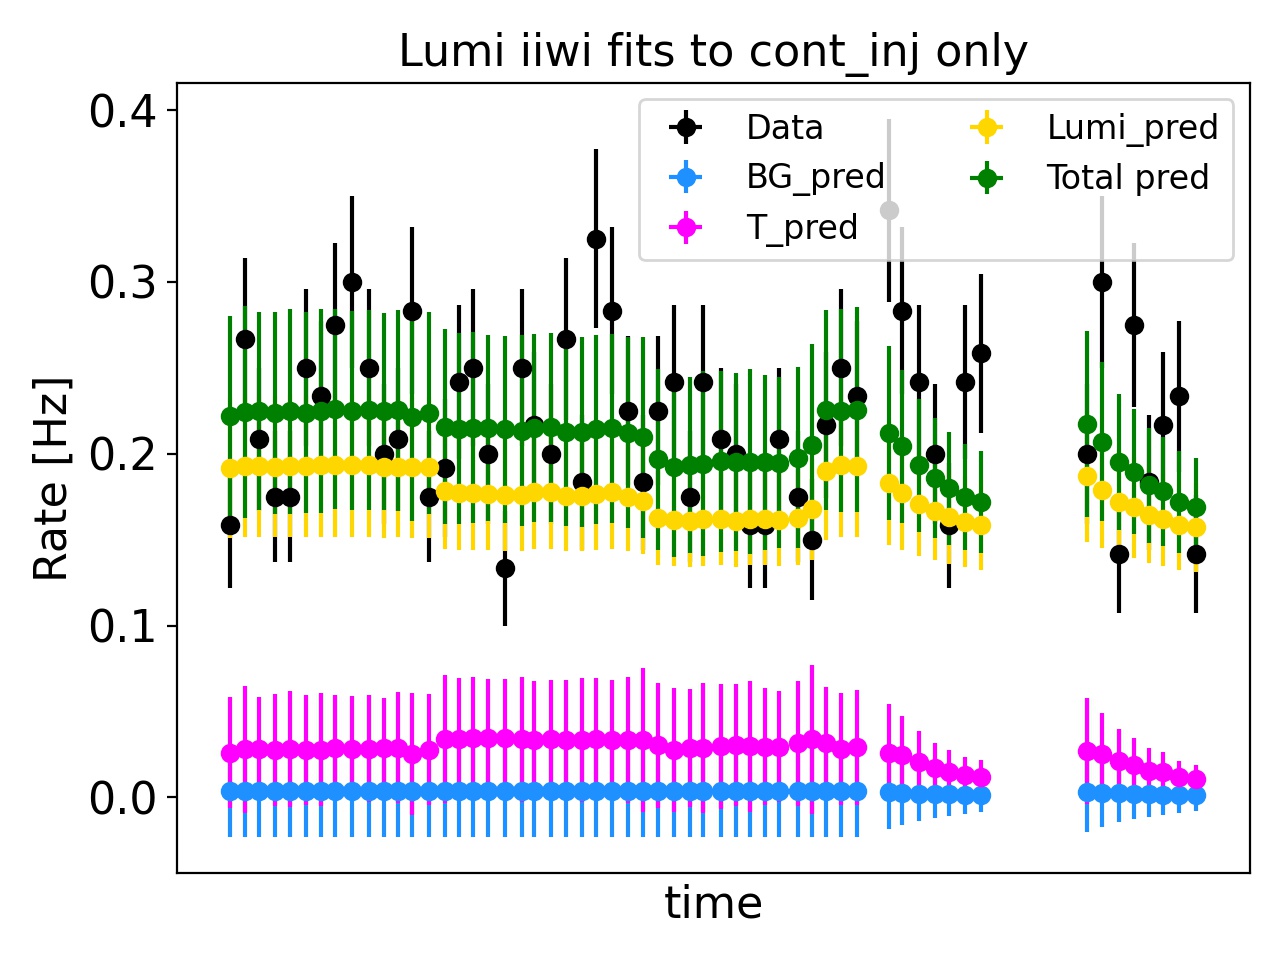 Lumi iiwi fits to cont_inj only
Data
BG_pred
T_pred
Lumi_pred
Total pred
0.4
0.3
0.2
0.1
0.0
Rate [Hz]
time